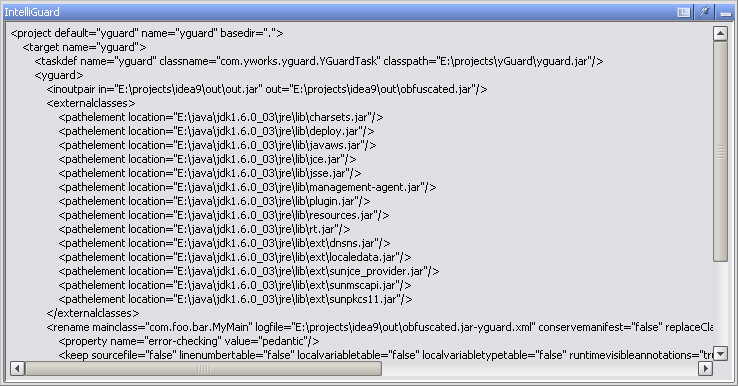 IntelliGuard
<project default="yguard" name="yguard" basedir=".">
<target name="yguard">
<taskdef name="yguard" classname="com.yworks.yguard.YGuardTask" classpath="E:\projects\yGuard\yguard.jar"/>
<yguard>
<inoutpair in="E:\projects\idea9\out\out.jar" out="E:\projects\idea9\out\obfuscated.jar"/>
<externalclasses>
<pathelement location="E:\java\jdk1.6.0_03\jre\lib\charsets.jar"/>
<pathelement location="E:\java\jdk1.6.0_03\jre\lib\deploy.jar"/>
<pathelement location="E:\java\jdk1.6.0_03\jre\lib\javaws.jar"/>
<pathelement location="E:\java\jdk1.6.0_03\jre\lib\jce.jar"/>
<pathelement location="E:\java\jdk1.6.0_03\jre\lib\jsse.jar"/>
<pathelement location="E:\java\jdk1.6.0_03\jre\lib\management-agent.jar"/>
<pathelement location="E:\java\jdk1.6.0_03\jre\lib\plugin.jar"/>
<pathelement location="E:\java\jdk1.6.0_03\jre\lib\resources.jar"/>
<pathelement location="E:\java\jdk1.6.0_03\jre\lib\rt.jar"/>
<pathelement location="E:\java\jdk1.6.0_03\jre\lib\ext\dnsns.jar"/>
<pathelement location="E:\java\jdk1.6.0_03\jre\lib\ext\localedata.jar"/>
<pathelement location="E:\java\jdk1.6.0_03\jre\lib\ext\sunjce_provider.jar"/>
<pathelement location="E:\java\jdk1.6.0_03\jre\lib\ext\sunmscapi.jar"/>
<pathelement location="E:\java\jdk1.6.0_03\jre\lib\ext\sunpkcs11.jar"/>
</externalclasses>
<rename mainclass="com.foo.bar.MyMain" logfile="E:\projects\idea9\out\obfuscated.jar-yguard.xml" conservemanifest="false" replaceCla
<property name="error-checking" value="pedantic"/>
<keep sourcefile="false" linenumbertable="false" localvariabletable="false" localvariabletypetable="false" runtimevisibleannotations="tru